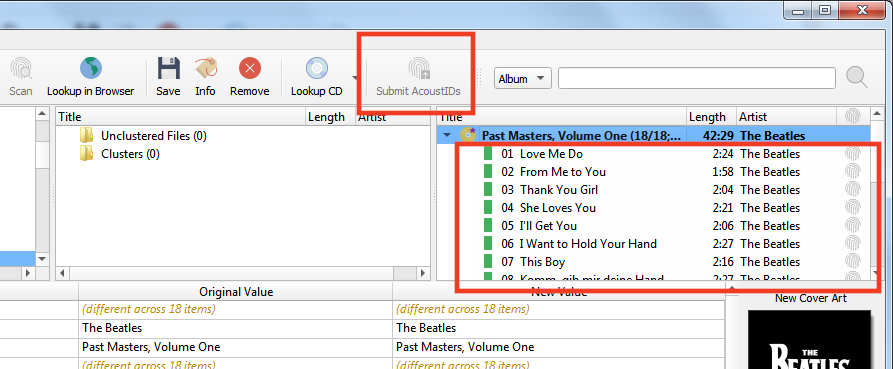 Scan Lookup in Browser Save Info Remove Lookup CD Submit AcoustIDs Album
Title Length Artist
Unclustered Files (0)
Clusters (0)
Title Length Artist
Past Masters, Volume One (18/18;... 42:29 The Beatles
01 Love Me Do 2:24 The Beatles
02 From Me to You 1:58 The Beatles
03 Thank You Girl 2:04 The Beatles
04 She Loves You 2:21 The Beatles
05 I'll Get You 2:06 The Beatles
06 I Want to Hold Your Hand 2:27 The Beatles
07 This Boy 2:16 The Beatles
08 Komm, gib mir deine Hand 2:27 The Beatles
Original Value New Value
(different across 18 items) (different across 18 items)
The Beatles The Beatles
Past Masters, Volume One Past Masters, Volume One
(different across 18 items) (different across 18 items)
New Cover Art
THE
BEATLES